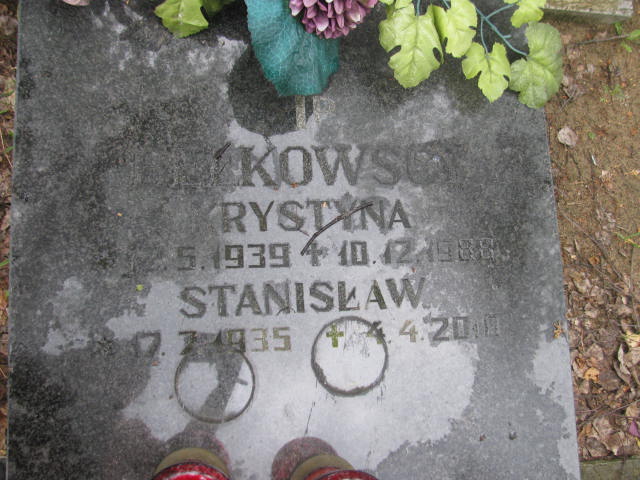 RYSTYNA
5.1939 + 10.12.1988
STANISŁAW
17.7.1935 + 4.4.2010